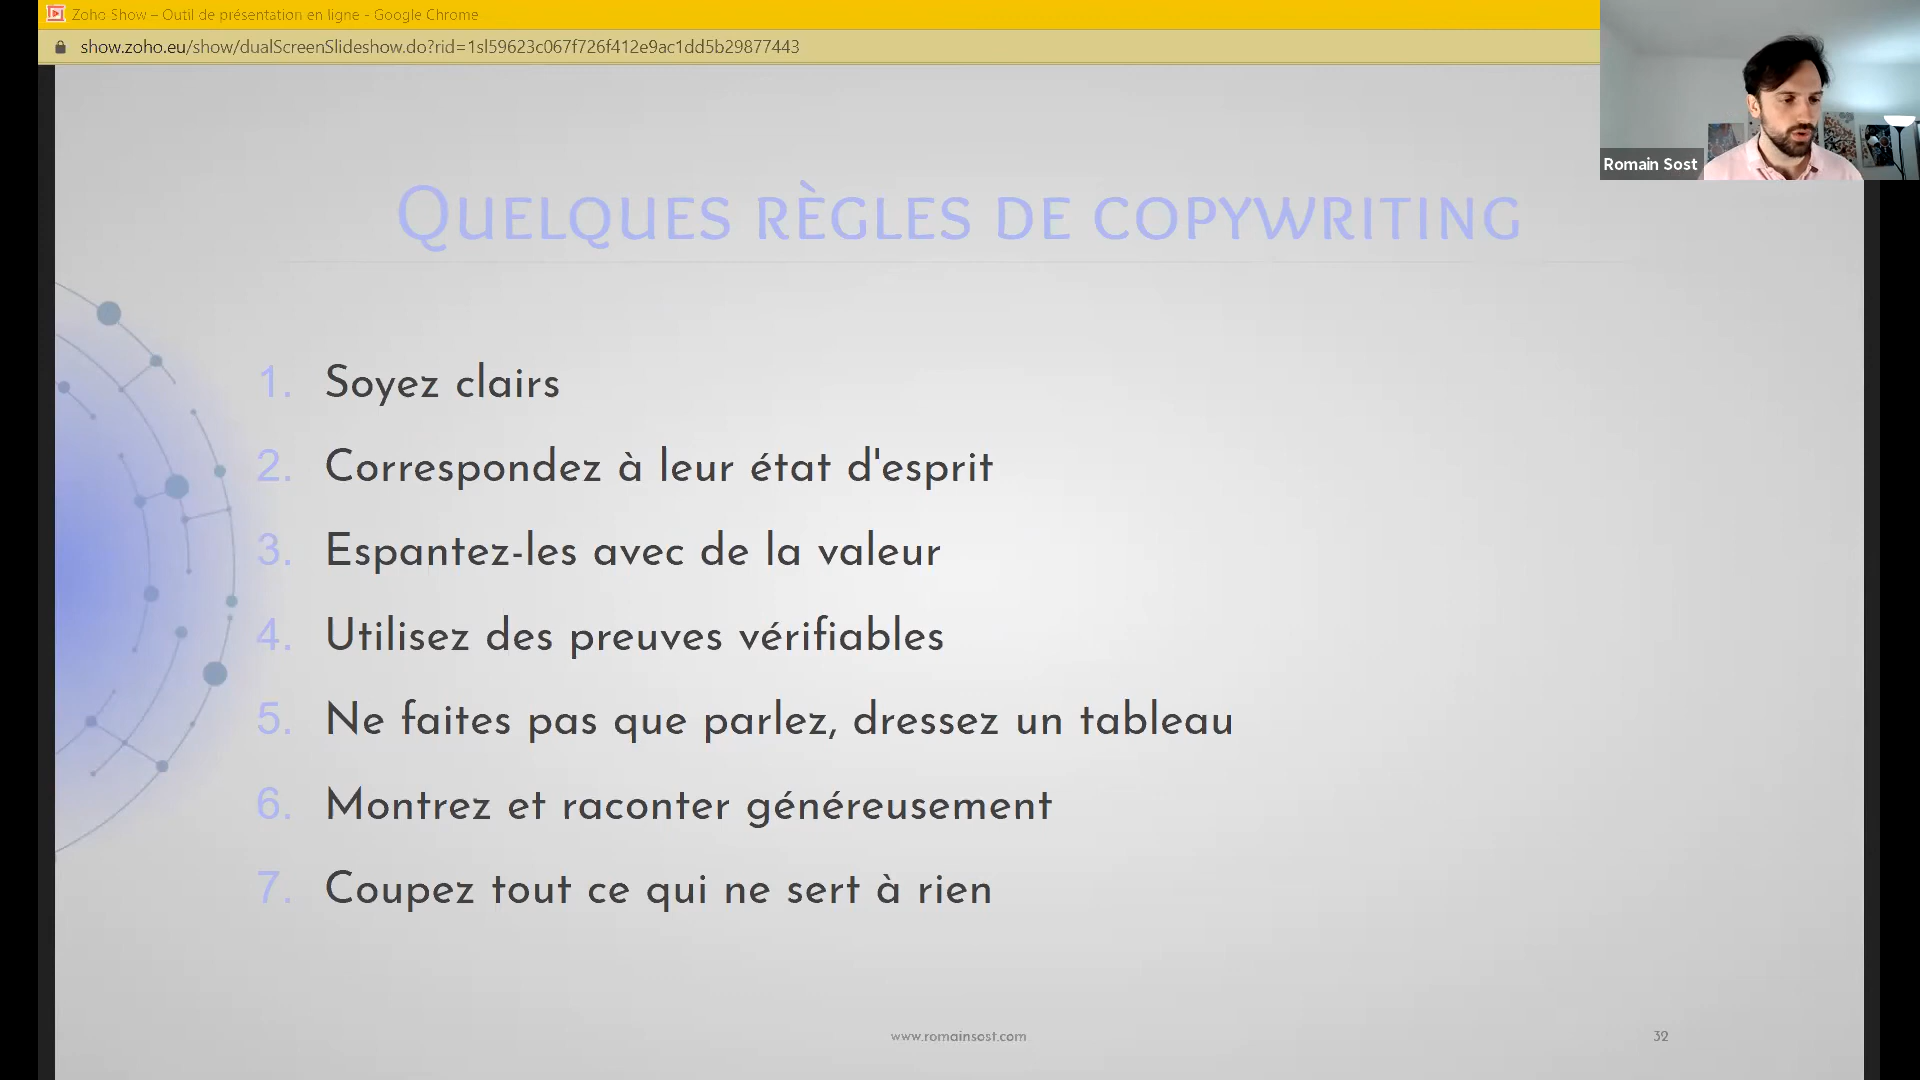 Zoho Show – Outil de présentation en ligne - Google Chrome
show.zoho.eu/show/dualScreenSlideshow.do?rid=1sl59623c067f726f412e9ac1dd5b29877443
Romain Sost
Quelques règles de copywriting
1. Soyez clairs
2. Correspondez à leur état d'esprit
3. Espantez-les avec de la valeur
4. Utilisez des preuves vérifiables
5. Ne faites pas que parlez, dressez un tableau
6. Montrez et raconter généreusement
7. Coupez tout ce qui ne sert à rien
www.romainsost.com
32